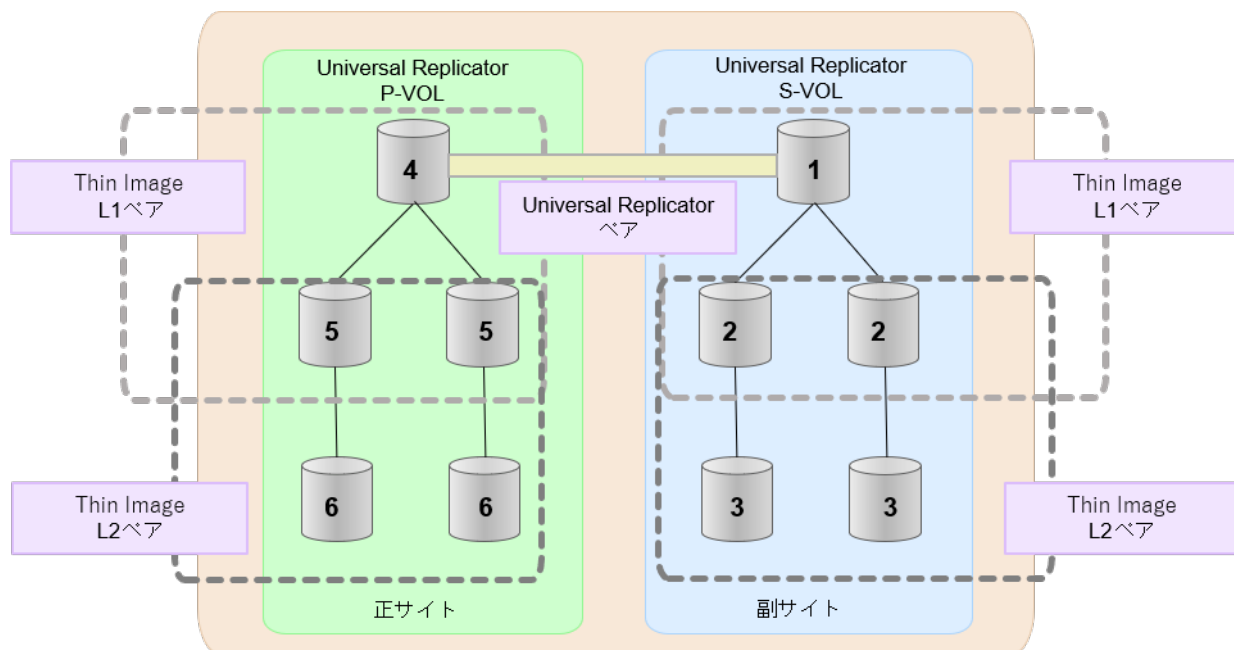 Universal Replicator
P-VOL
Universal Replicator
S-VOL
4
1
Thin Image
L1ペア
Universal Replicator
ペア
Thin Image
L1ペア
5
5
2
2
Thin Image
L2ペア
6
6
3
3
Thin Image
L2ペア
正サイト
副サイト